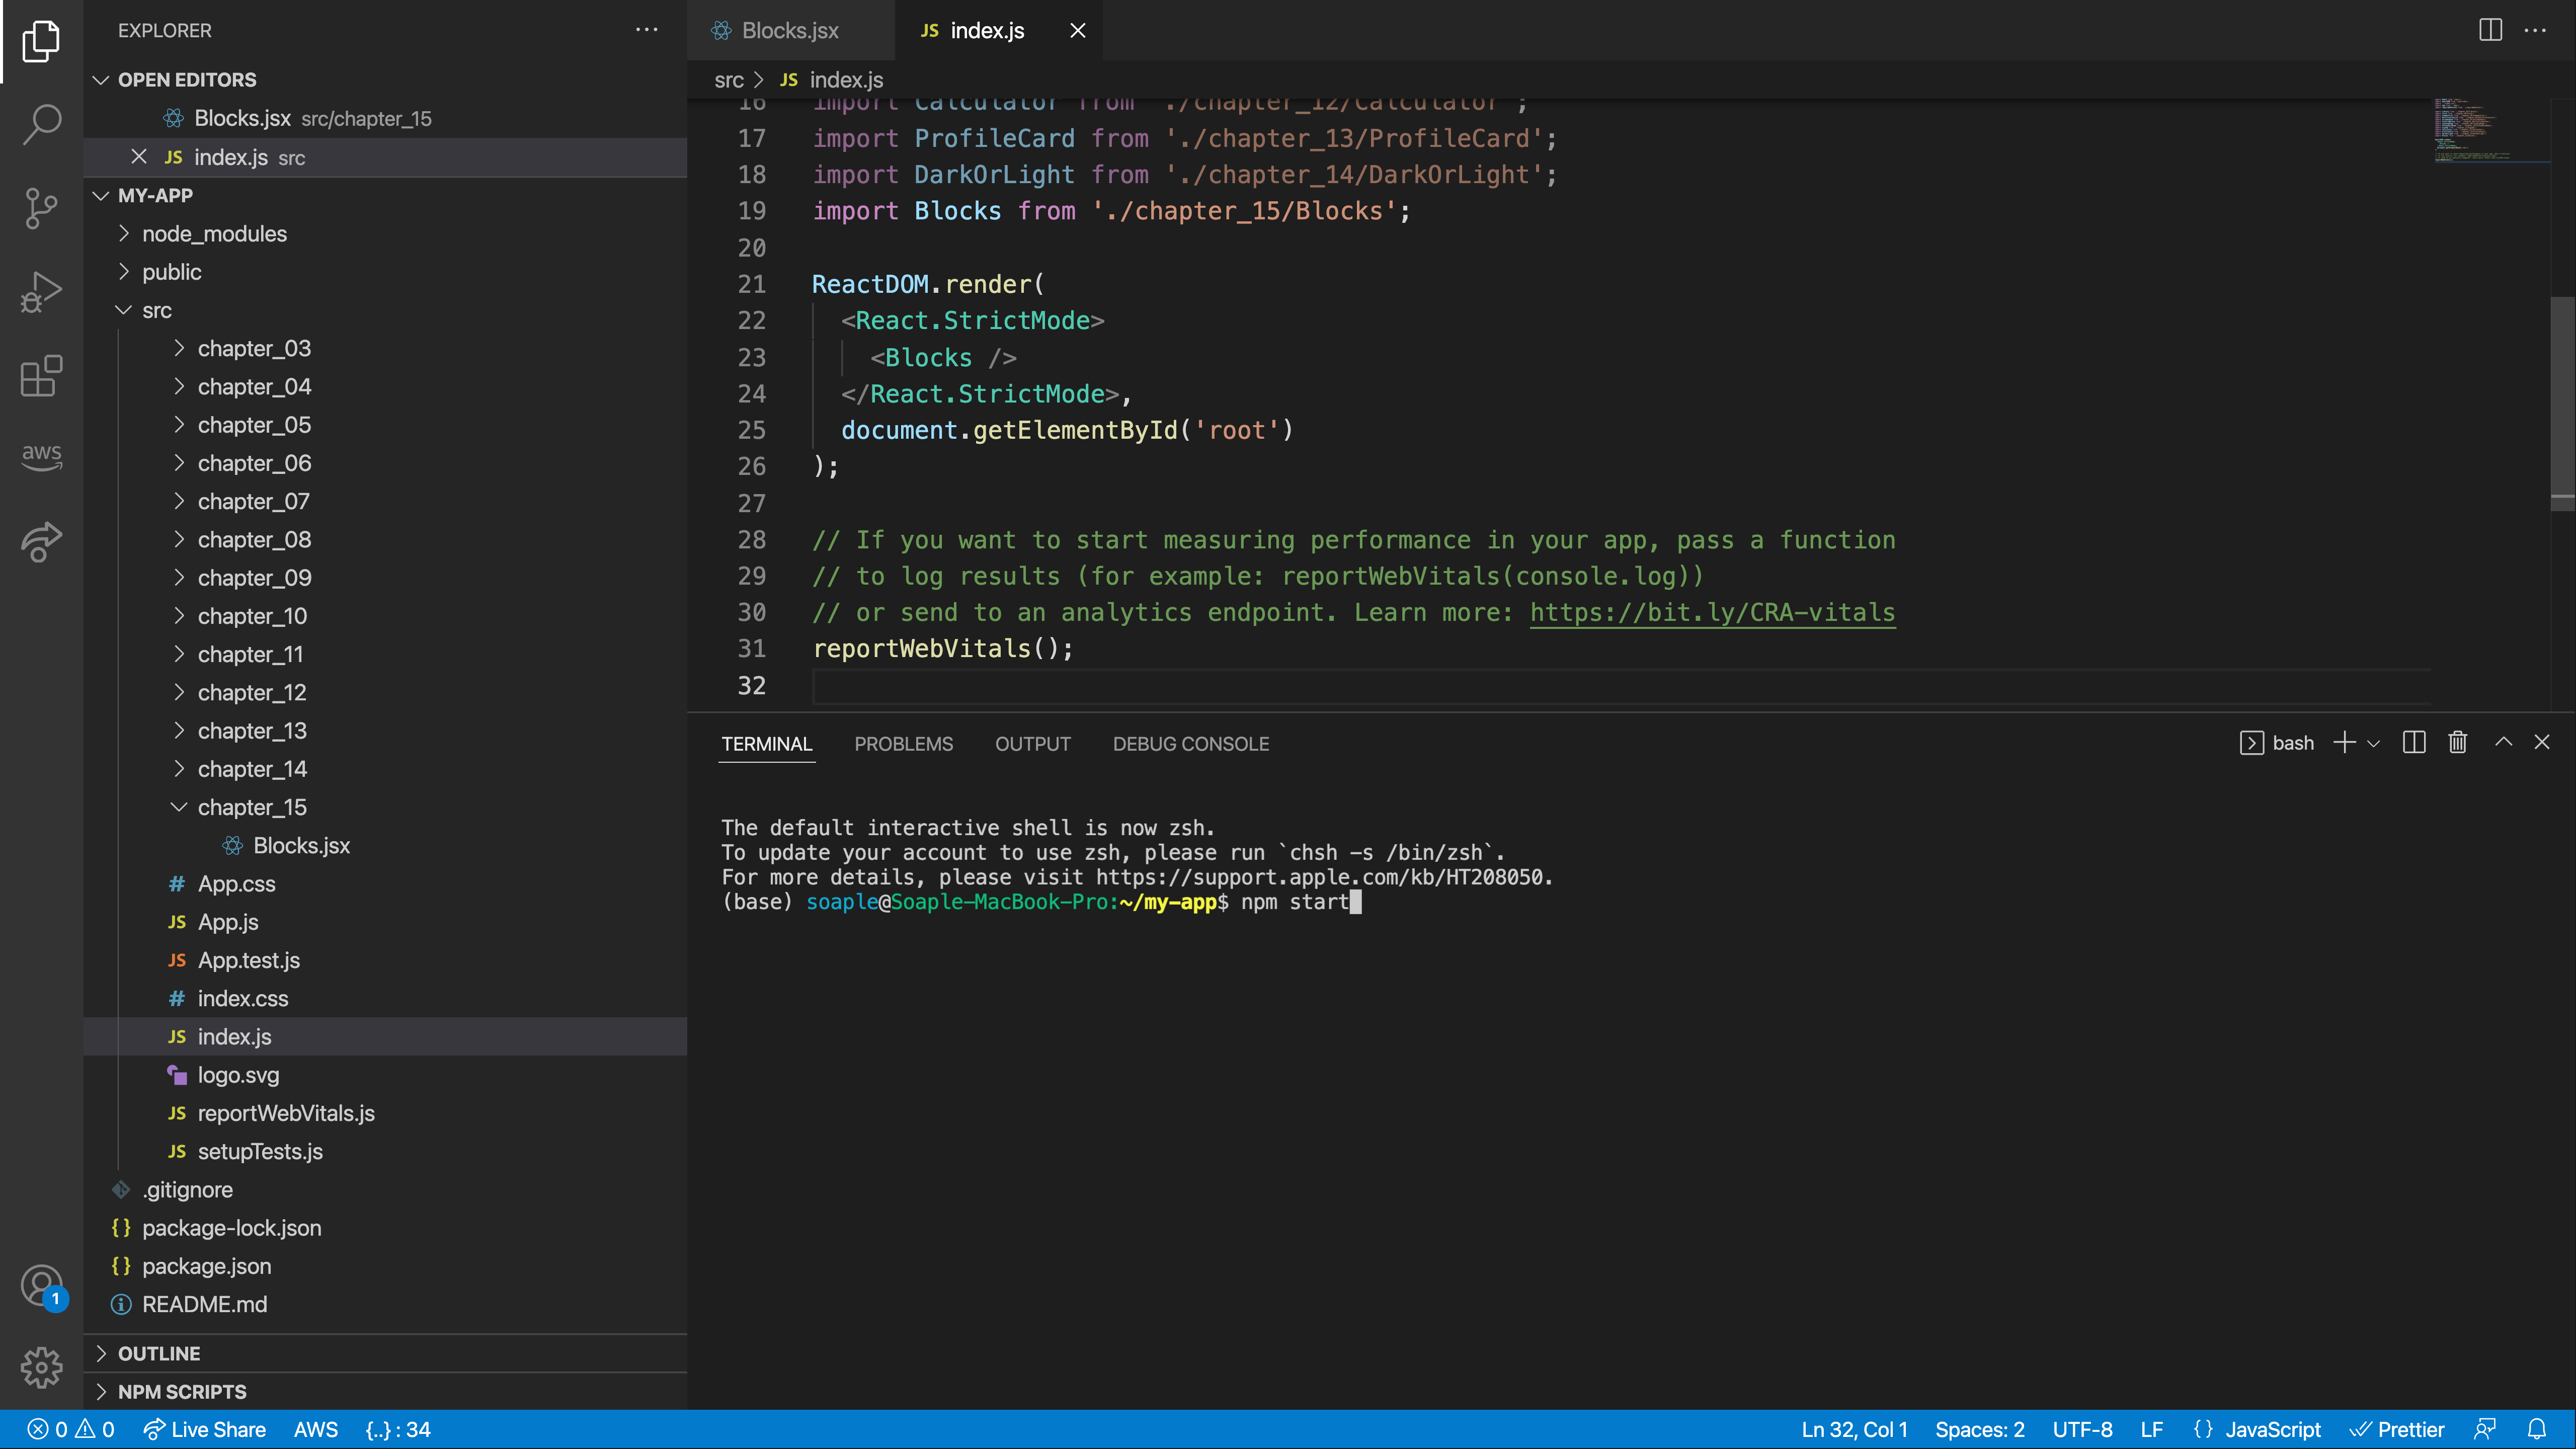 EXPLORER
OPEN EDITORS
Blocks.jsx src/chapter_15
JS index.js src
MY-APP
node_modules
public
src
chapter_03
chapter_04
chapter_05
chapter_06
chapter_07
chapter_08
chapter_09
chapter_10
chapter_11
chapter_12
chapter_13
chapter_14
chapter_15
Blocks.jsx
# App.css
JS App.js
JS App.test.js
# index.css
JS index.js
logo.svg
JS reportWebVitals.js
JS setupTests.js
.gitignore
{} package-lock.json
{} package.json
README.md
OUTLINE
NPM SCRIPTS
aws
1
Blocks.jsx
JS index.js
src > JS index.js
16 import Calculator from './chapter_12/Calculator';
17 import ProfileCard from './chapter_13/ProfileCard';
18 import DarkOrLight from './chapter_14/DarkOrLight';
19 import Blocks from './chapter_15/Blocks';
20
21 ReactDOM.render(
22 <React.StrictMode>
23 <Blocks />
24 </React.StrictMode>,
25 document.getElementById('root')
26 );
27
28 // If you want to start measuring performance in your app, pass a function
29 // to log results (for example: reportWebVitals(console.log))
30 // or send to an analytics endpoint. Learn more: https://bit.ly/CRA-vitals
31 reportWebVitals();
32
TERMINAL PROBLEMS OUTPUT DEBUG CONSOLE
bash
The default interactive shell is now zsh.
To update your account to use zsh, please run `chsh -s /bin/zsh`.
For more details, please visit https://support.apple.com/kb/HT208050.
(base) soaple@Soaple-MacBook-Pro:~/my-app$ npm start
0 0 Live Share AWS {..} : 34
Ln 32, Col 1 Spaces: 2 UTF-8 LF {} JavaScript Prettier